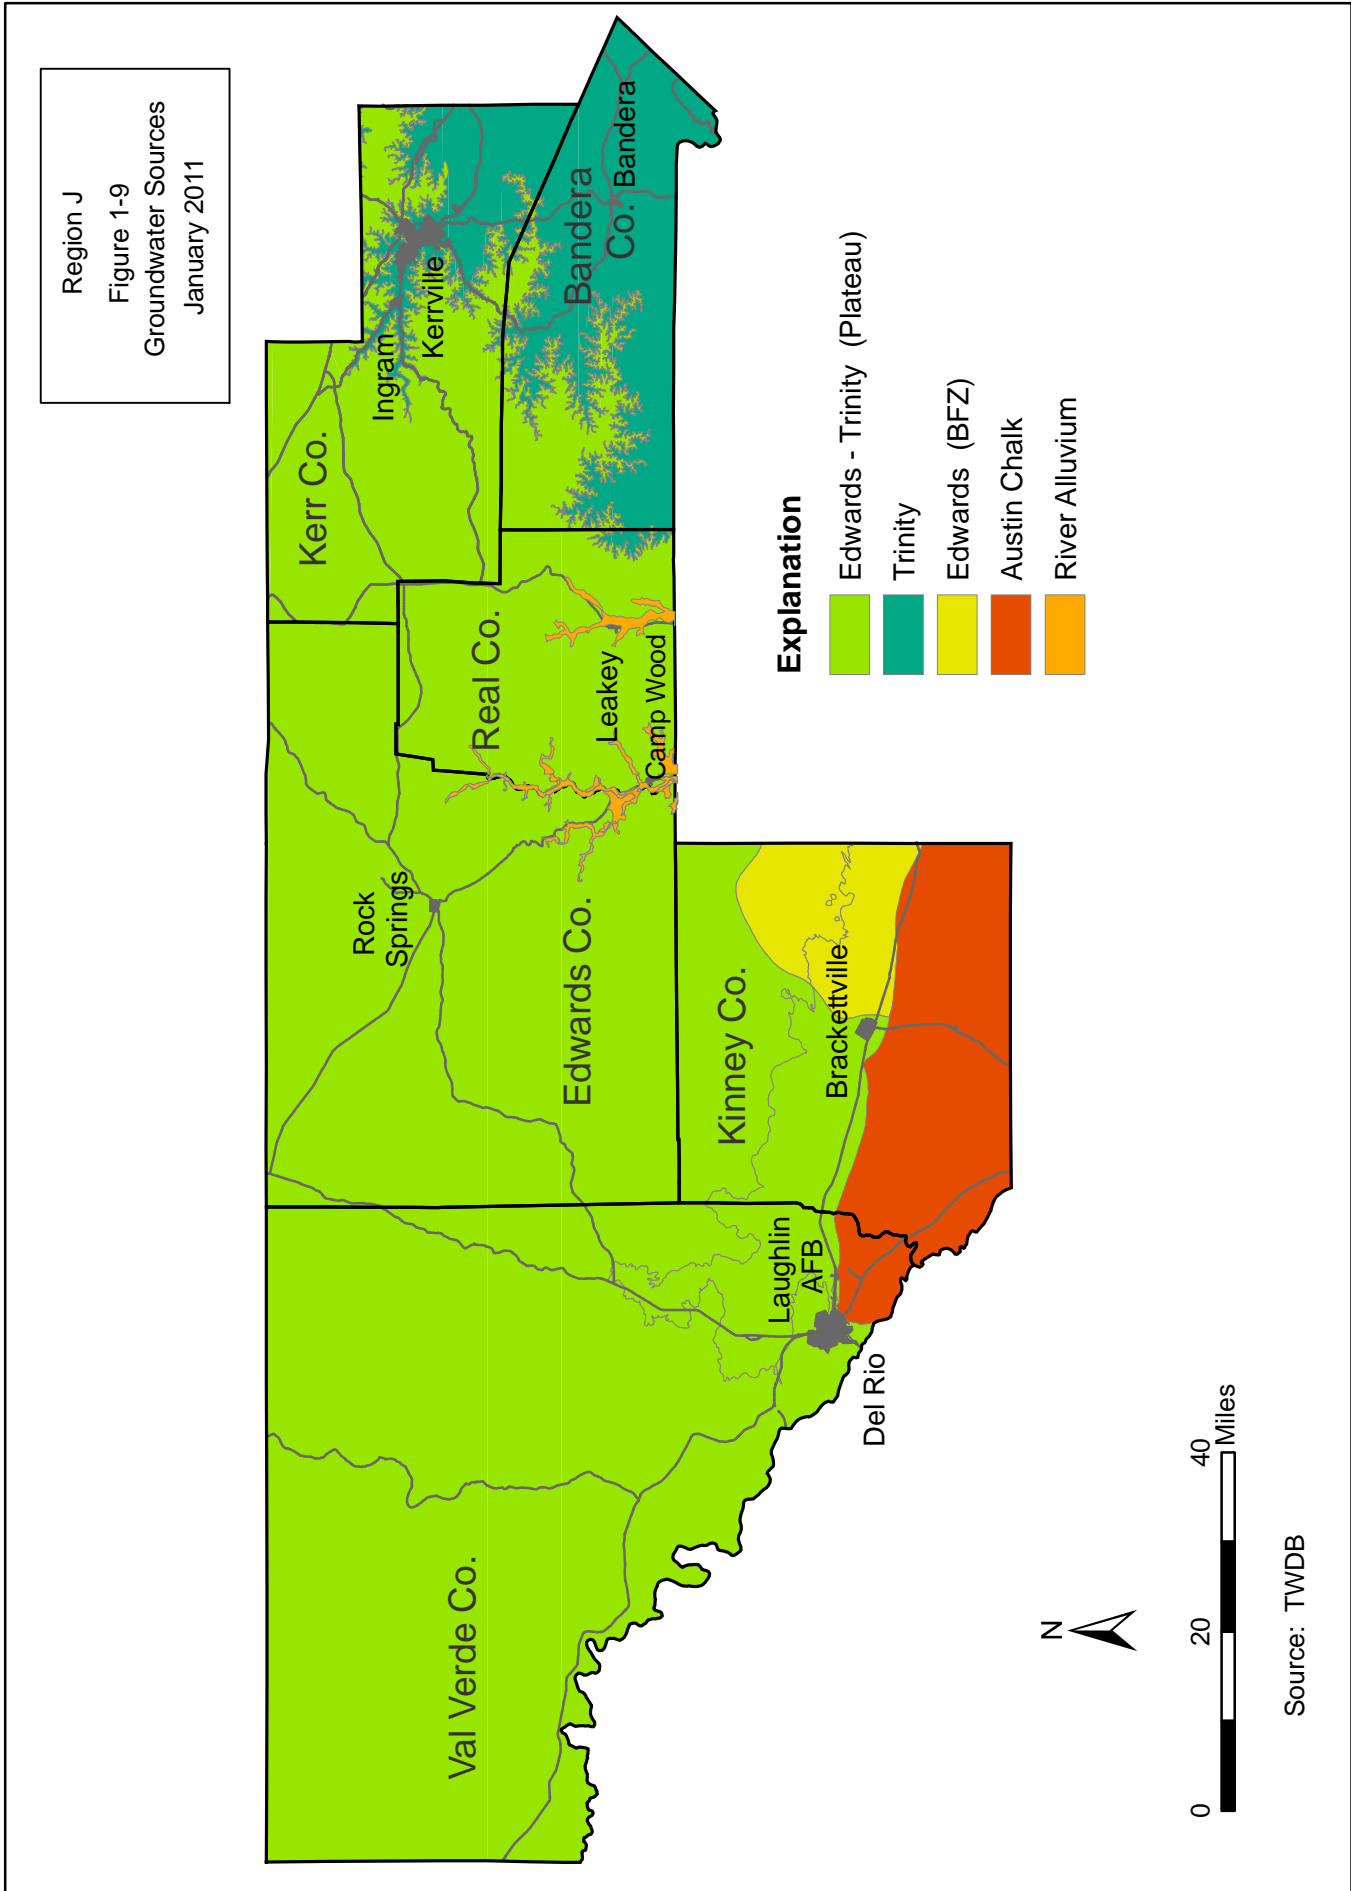 Region J
Figure 1-9
Groundwater Sources
January 2011
Val Verde Co.
Edwards Co.
Rock
Springs
Real Co.
Leakey
Camp Wood
Kerr Co.
Ingram
Kerrville
Bandera
Co.
Bandera
Kinney Co.
Brackettville
Laughlin
AFB
Del Rio
Explanation
Edwards - Trinity (Plateau)
Trinity
Edwards (BFZ)
Austin Chalk
River Alluvium
N
0 20 40
Miles
Source: TWDB